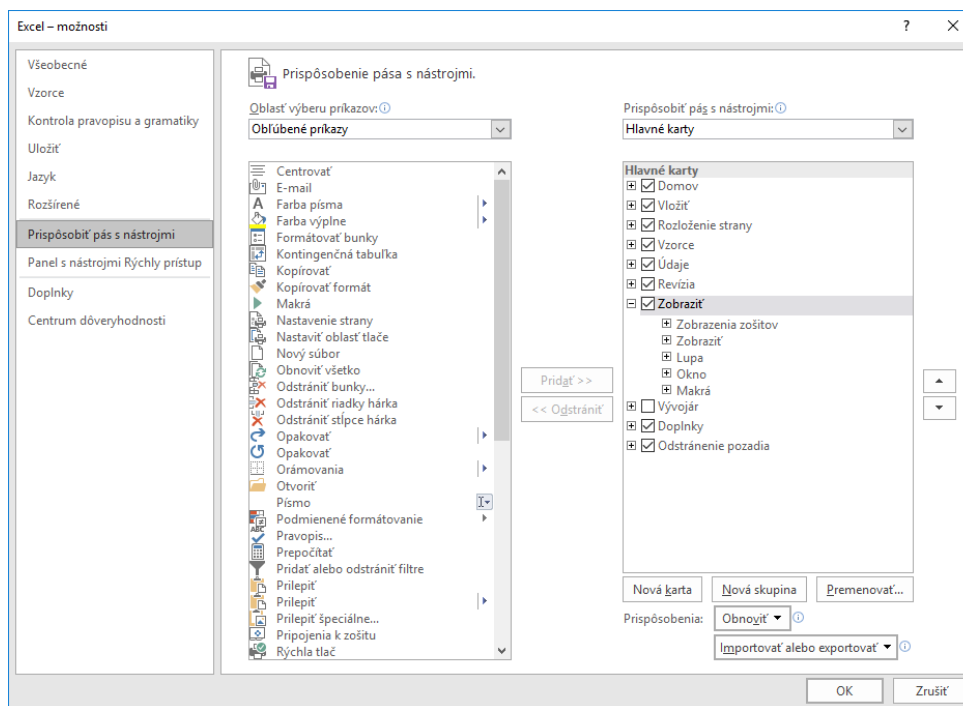 Excel – možnosti
?
Všeobecné
Vzorce
Kontrola pravopisu a gramatiky
Uložiť
Jazyk
Rozšírené
Prispôsobiť pás s nástrojmi
Panel s nástrojmi Rýchly prístup
Doplnky
Centrum dôveryhodnosti
Prispôsobenie pása s nástrojmi.
Oblasť výberu príkazov:
Obľúbené príkazy
Centrovať
E-mail
Farba písma
Farba výplne
Formátovať bunky
Kontingenčná tabuľka
Kopírovať
Kopírovať formát
Makrá
Nastavenie strany
Nastaviť oblasť tlače
Nový súbor
Obnoviť všetko
Odstrániť bunky...
Odstrániť riadky hárka
Odstrániť stĺpce hárka
Opakovať
Opakovať
Orámovania
Otvoriť
Písmo
Podmienené formátovanie
Pravopis...
Prepočítať
Pridať alebo odstrániť filtre
Prilepiť
Prilepiť
Prilepiť špeciálne...
Pripojenia k zošitu
Rýchla tlač
Pridať >>
<< Odstrániť
Prispôsobiť pás s nástrojmi:
Hlavné karty
Hlavné karty
Domov
Vložiť
Rozloženie strany
Vzorce
Údaje
Revízia
Zobraziť
Zobrazenia zošitov
Zobraziť
Lupa
Okno
Makrá
Vývojár
Doplnky
Odstránenie pozadia
Nová karta Nová skupina Premenovať...
Prispôsobenia: Obnoviť
Importovať alebo exportovať
OK Zrušiť